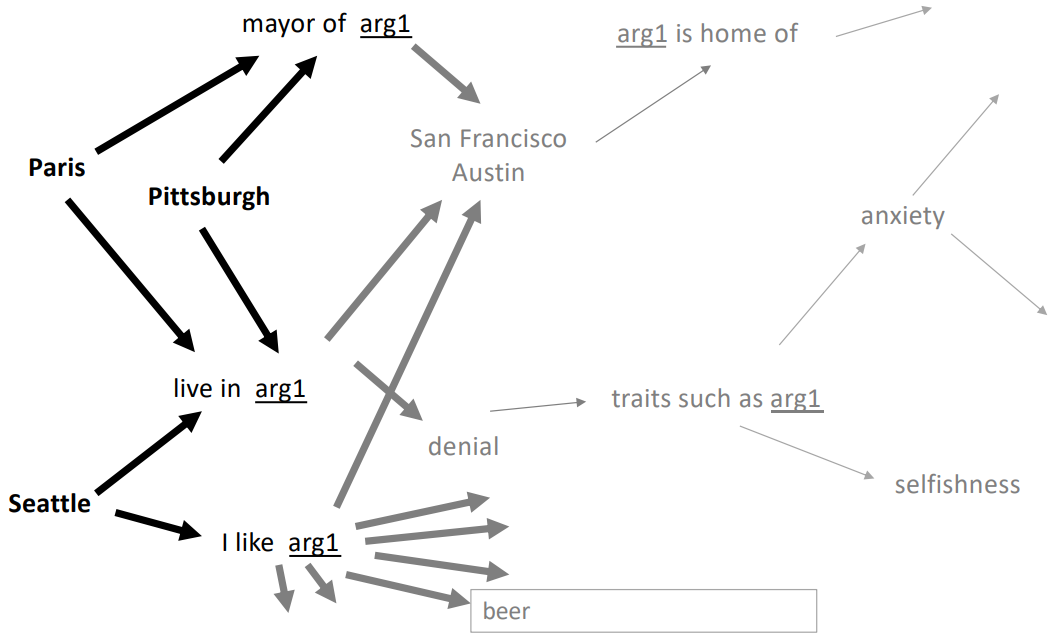 mayor of arg1
arg1 is home of
San Francisco
Austin
Paris
Pittsburgh
anxiety
live in arg1
traits such as arg1
denial
selfishness
Seattle
I like arg1
beer